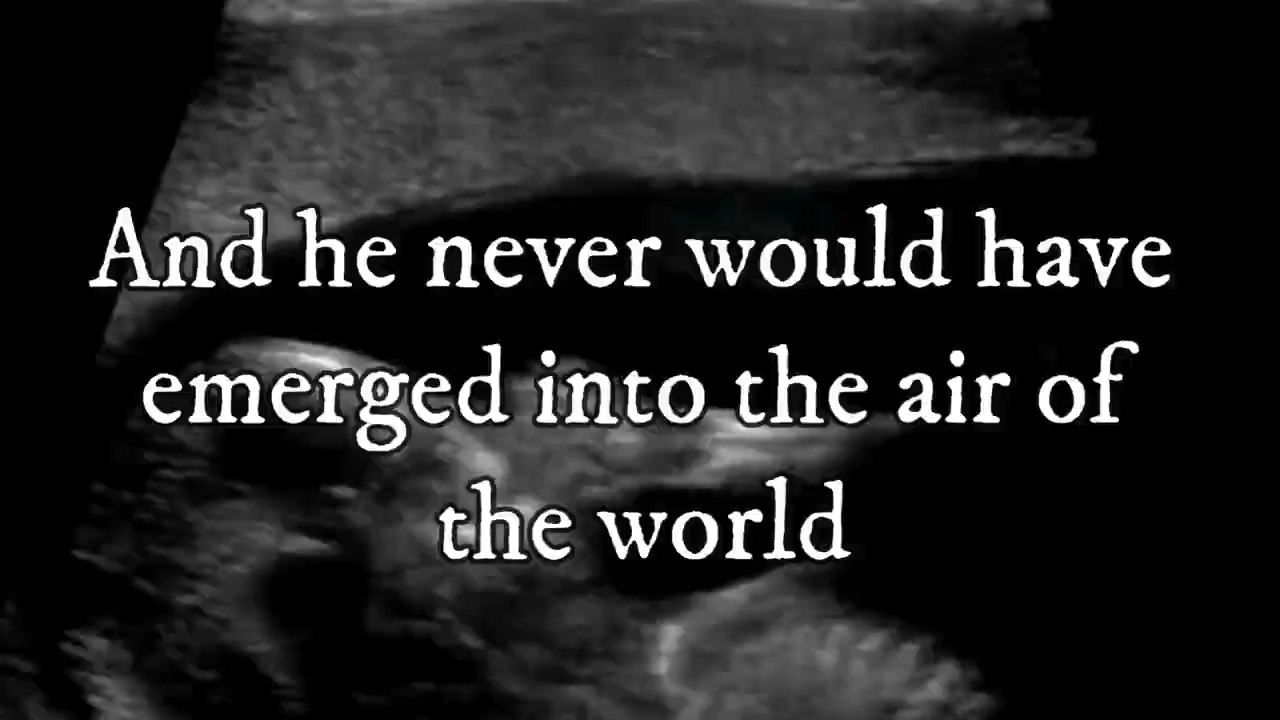 And he never would have
emerged into the air of
the world